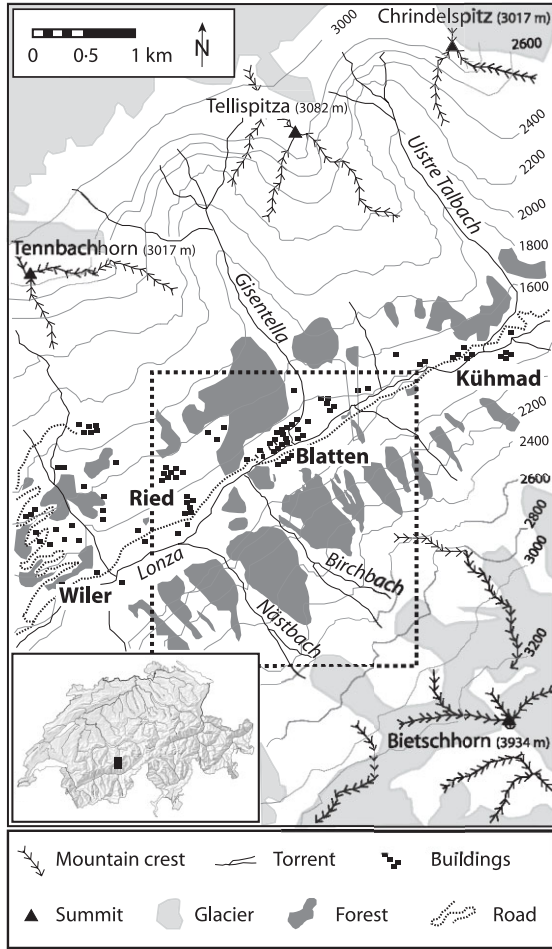 Chrindelspitz (3017 m)
0 0·5 1 km
N
3000
2600
Tellispitza (3082 m)
2400
2200
Uistre Talbach
2000
Tennbachhorn (3017 m)
1800
Gisentella
1600
Kühmad
2200
2400
Blatten
2600
Ried
2800
3000
Lonza
Birchbach
Wiler
Nästbach
3200
Bietschhorn (3934 m)
Mountain crest
Torrent
Buildings
Summit
Glacier
Forest
Road